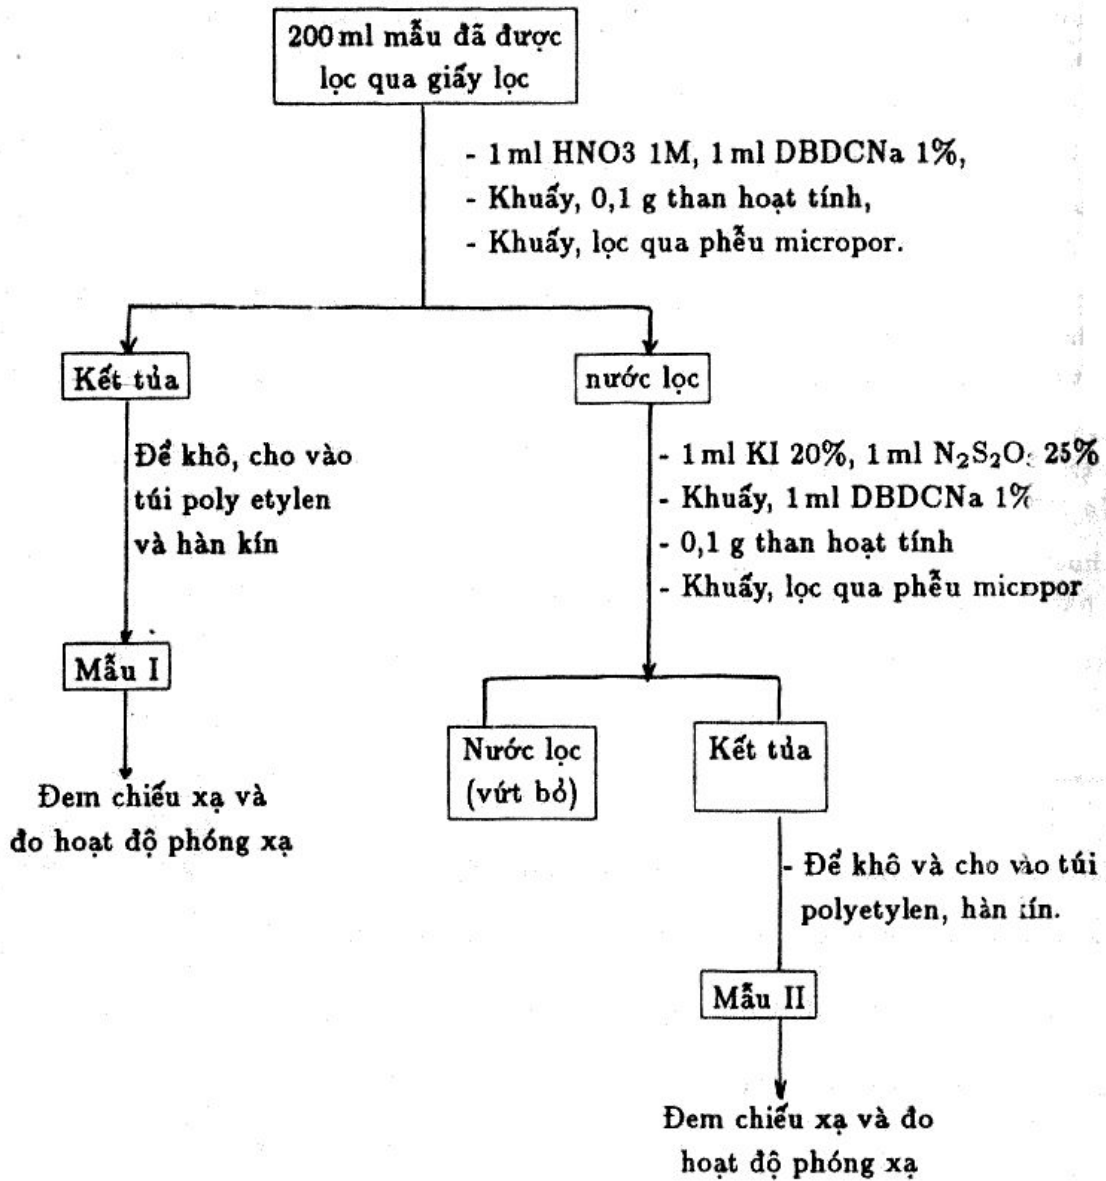 200 ml mẫu đã được
lọc qua giấy lọc
- 1 ml HNO3 1M, 1 ml DBDCNa 1%,
- Khuấy, 0,1 g than hoạt tính,
- Khuấy, lọc qua phễu micropor.
Kết tủa
nước lọc
Để khô, cho vào
túi poly etylen
và hàn kín
- 1 ml KI 20%, 1 ml 25%
- Khuấy, 1 ml DBDCNa 1%
- 0,1 g than hoạt tính
- Khuấy, lọc qua phễu micropor
Mẫu I
Nước lọc
(vứt bỏ)
Kết tủa
Đem chiếu xạ và
đo hoạt độ phóng xạ
- Để khô và cho vào túi
polyetylen, hàn kín.
Mẫu II
Đem chiếu xạ và đo
hoạt độ phóng xạ